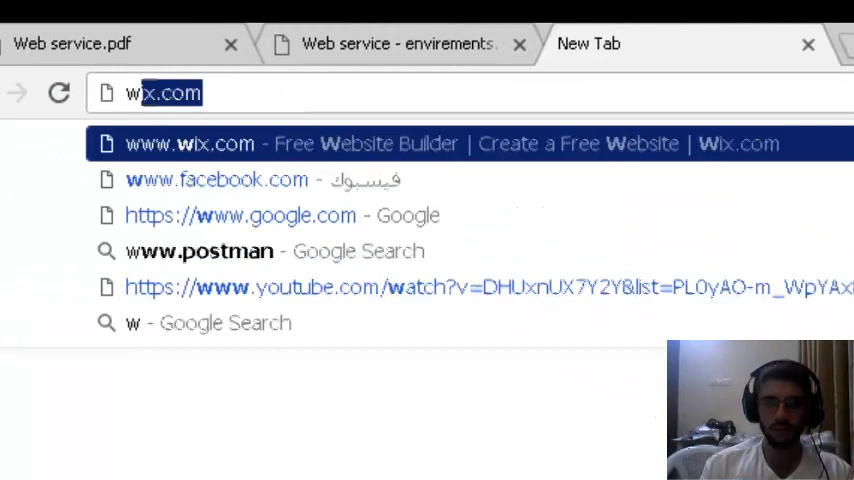 Web service.pdf
Web service - envirements.
New Tab
wix.com
www.wix.com - Free Website Builder | Create a Free Website | Wix.com
www.facebook.com - فيسبوك
https://www.google.com - Google
www.postman - Google Search
https://www.youtube.com/watch?v=DHUxnUX7Y2Y&list=PL0yAO-m_WpYAx
w - Google Search